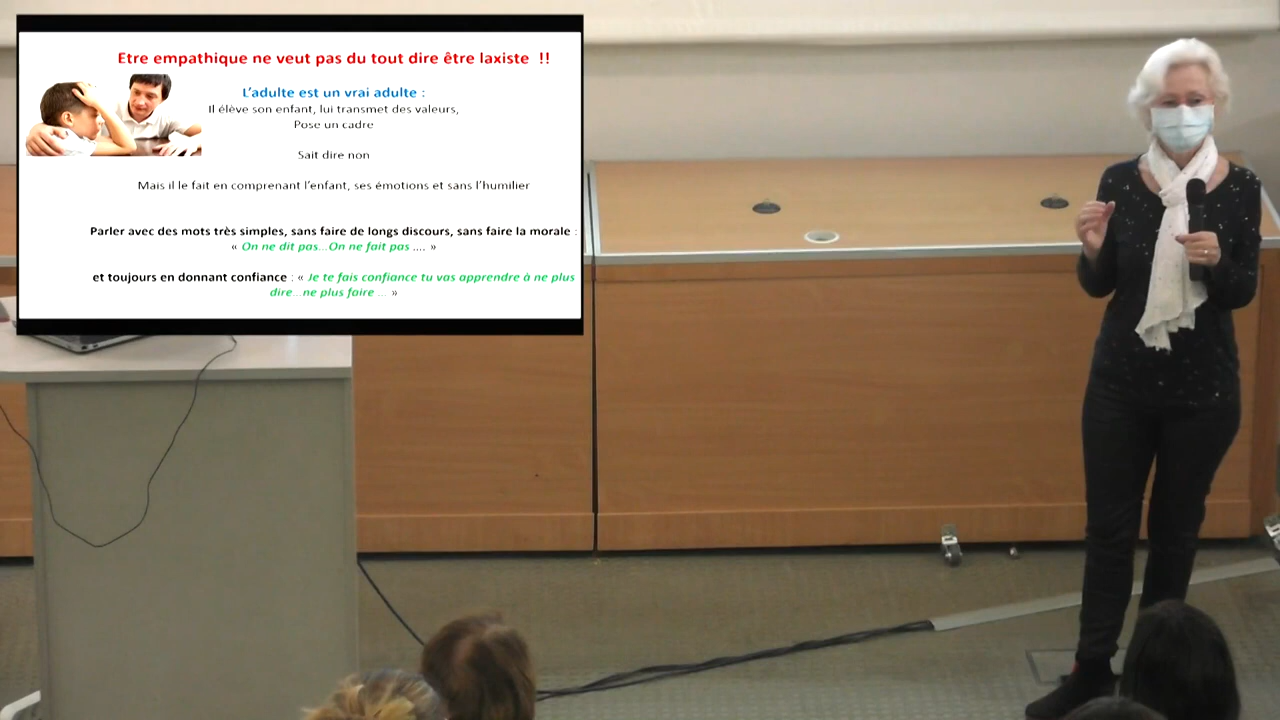 Etre empathique ne veut pas du tout dire être laxiste !!
L'adulte est un vrai adulte :
Il élève son enfant, lui transmet des valeurs,
Pose un cadre
Sait dire non
Mais il le fait en comprenant l'enfant, ses émotions et sans l'humilier
Parler avec des mots très simples, sans faire de longs discours, sans faire la morale :
« On ne dit pas...On ne fait pas .... »
et toujours en donnant confiance : « Je te fais confiance tu vas apprendre à ne plus
dire...ne plus faire ... »